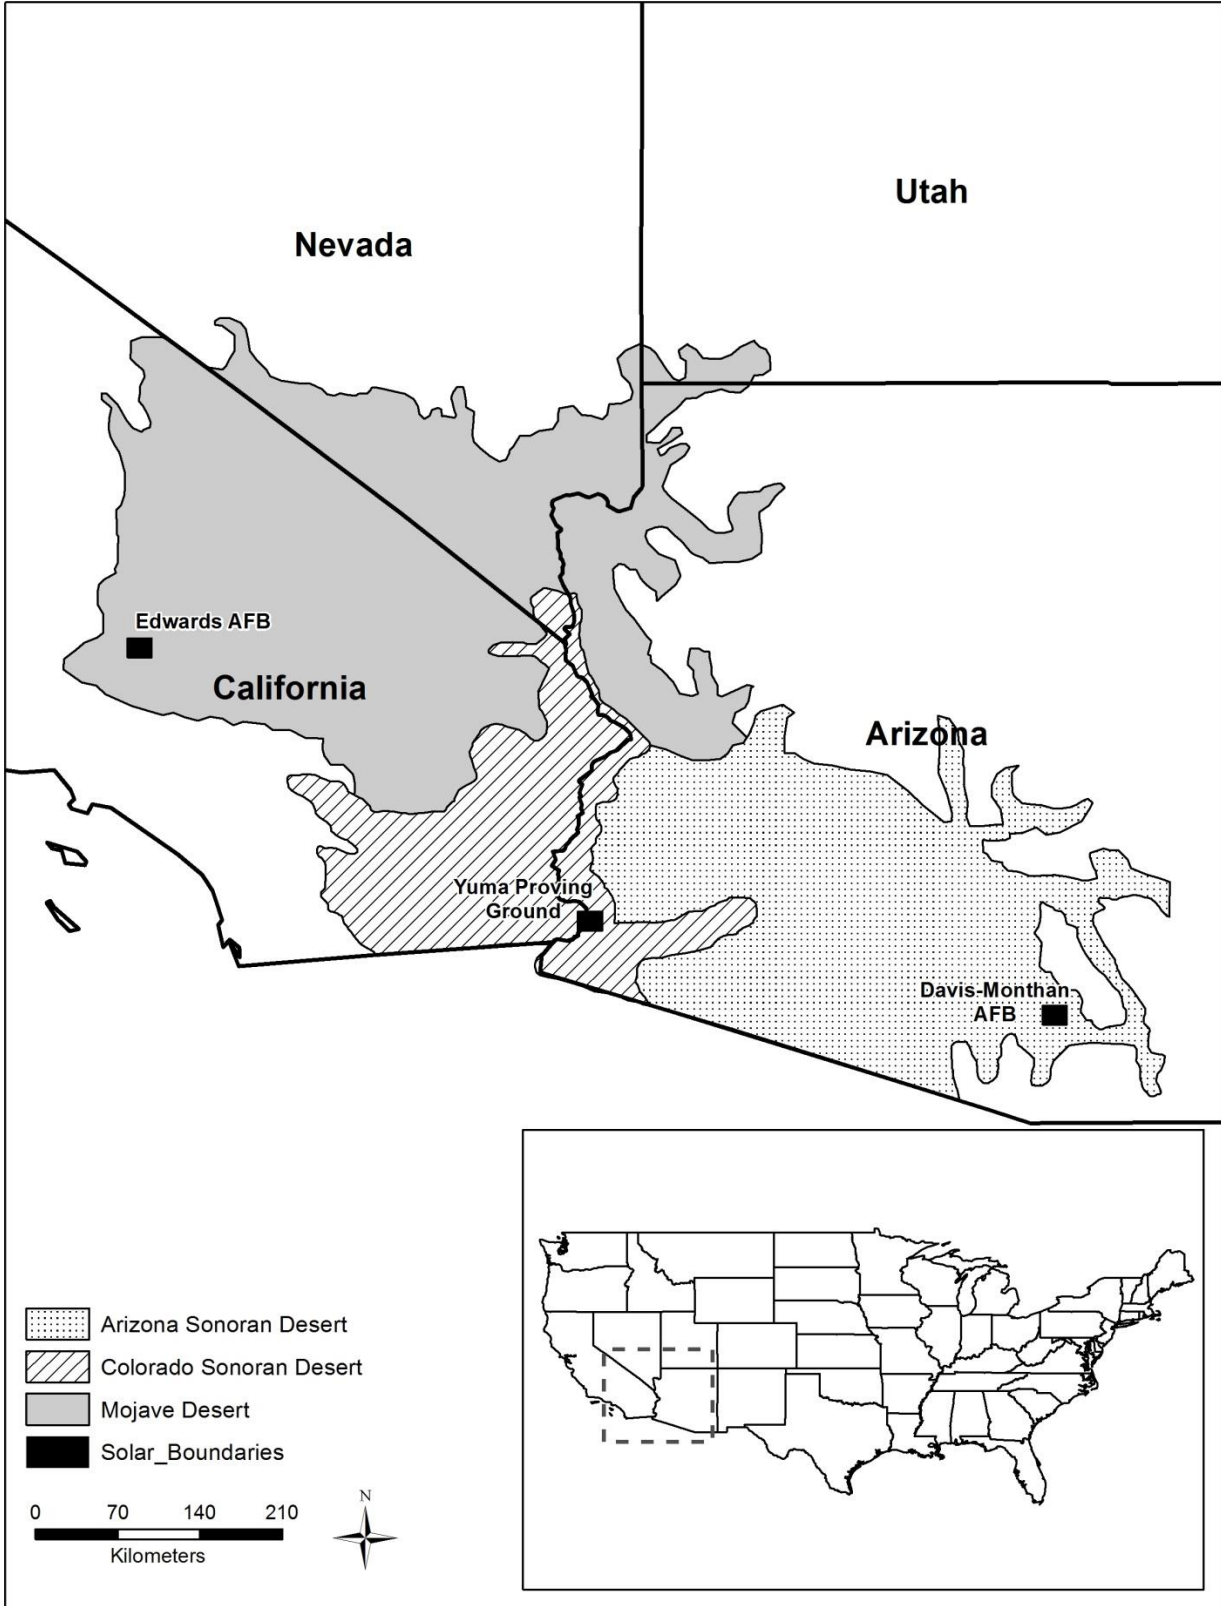 Utah
Nevada
Edwards AFB
California
Arizona
Yuma Proving
Ground
Davis-Monthan
AFB
Arizona Sonoran Desert
Colorado Sonoran Desert
Mojave Desert
Solar_Boundaries
0 70 140 210
Kilometers
N